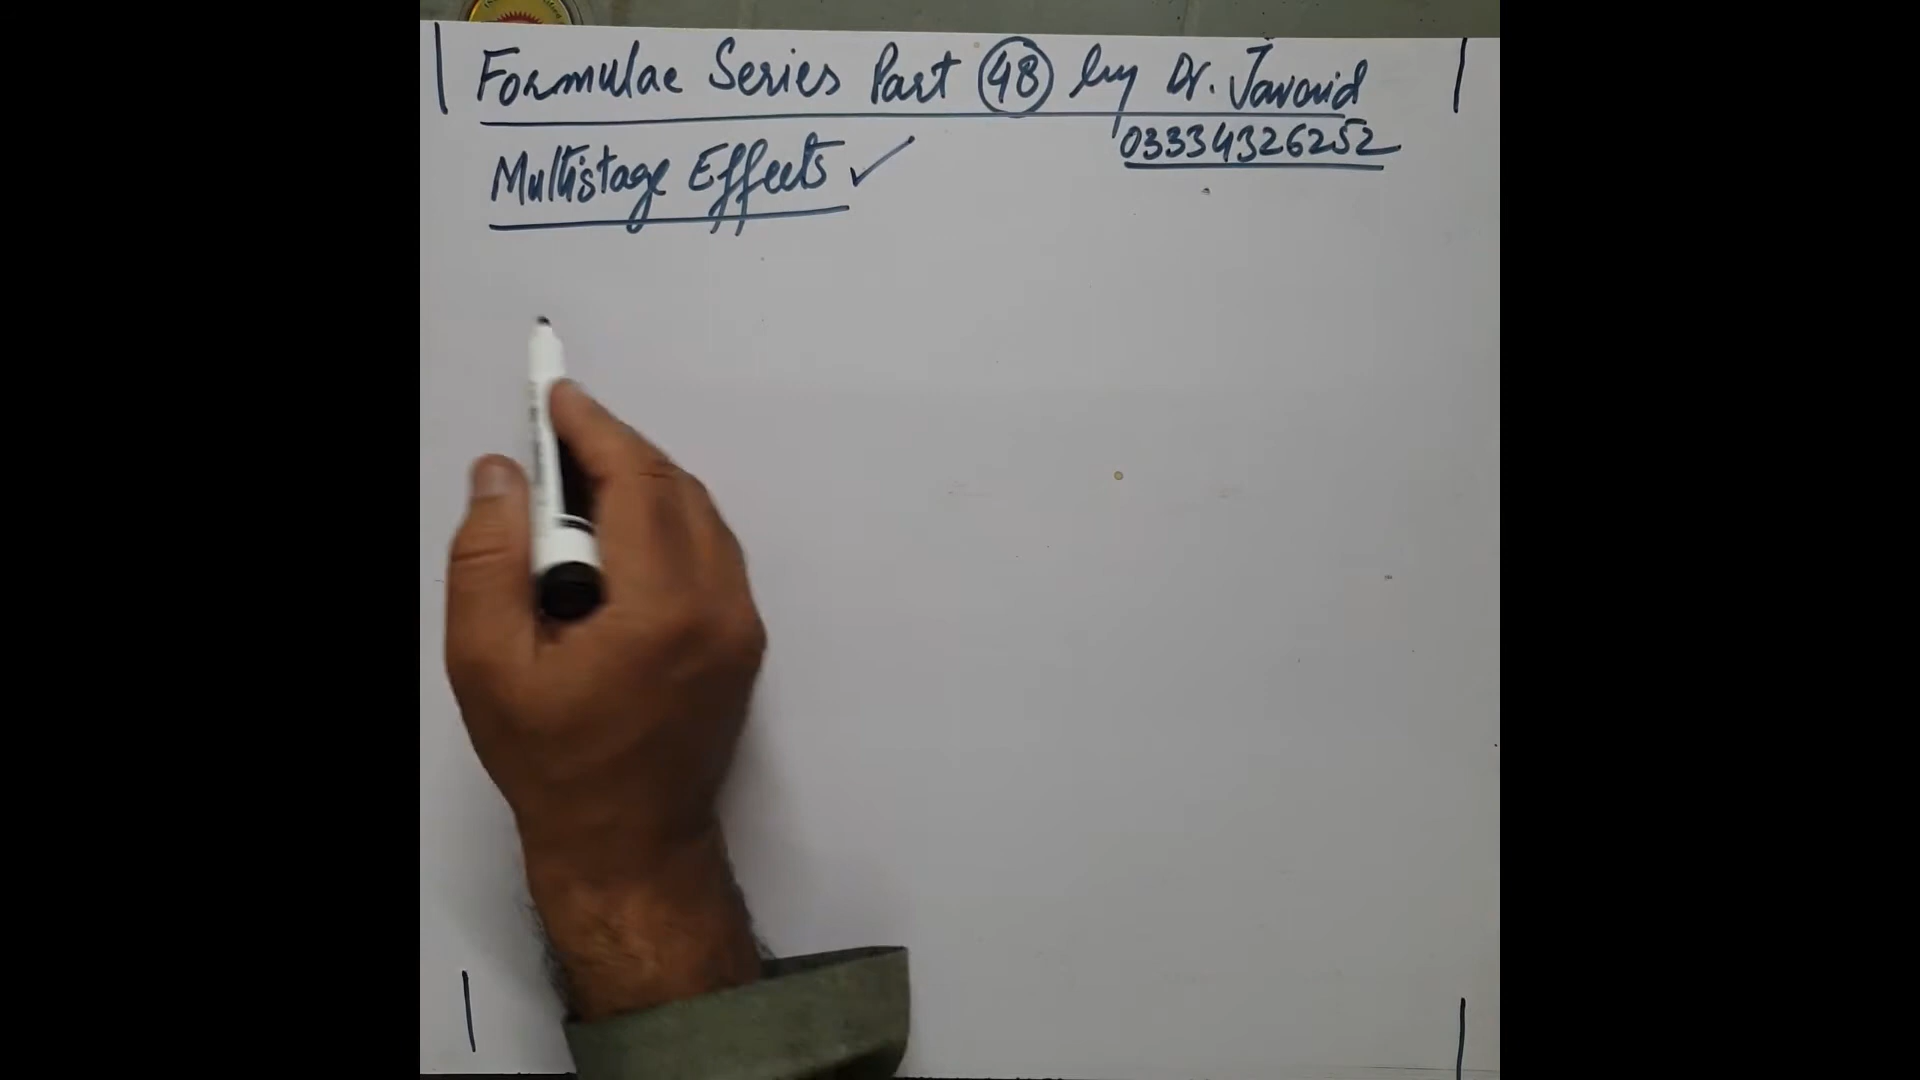 Formulae Series Part 48 by Dr. Javaid
03334326252
Multistage Effects ✓